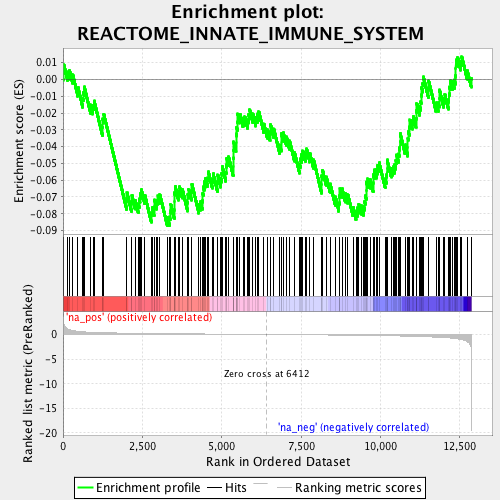 Enrichment plot:
REACTOME_INNATE_IMMUNE_SYSTEM
Enrichment score (ES)
0.01
0.00
-0.01
-0.02
-0.03
-0.04
-0.05
-0.06
-0.07
-0.08
-0.09
'na_pos' (positively correlated)
Ranked list metric (PreRanked)
0
-5
-10
-15
-20
Zero cross at 6412
'na_neg' (negatively correlated)
0 2,500 5,000 7,500 10,000 12,500
Rank in Ordered Dataset
Enrichment profile Hits Ranking metric scores